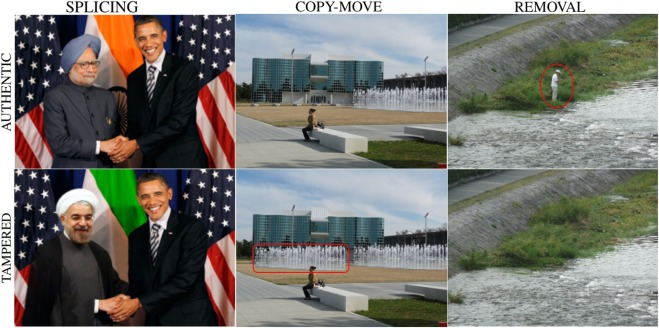 SPLICING COPY-MOVE REMOVAL
AUTHENTIC
TAMPERED